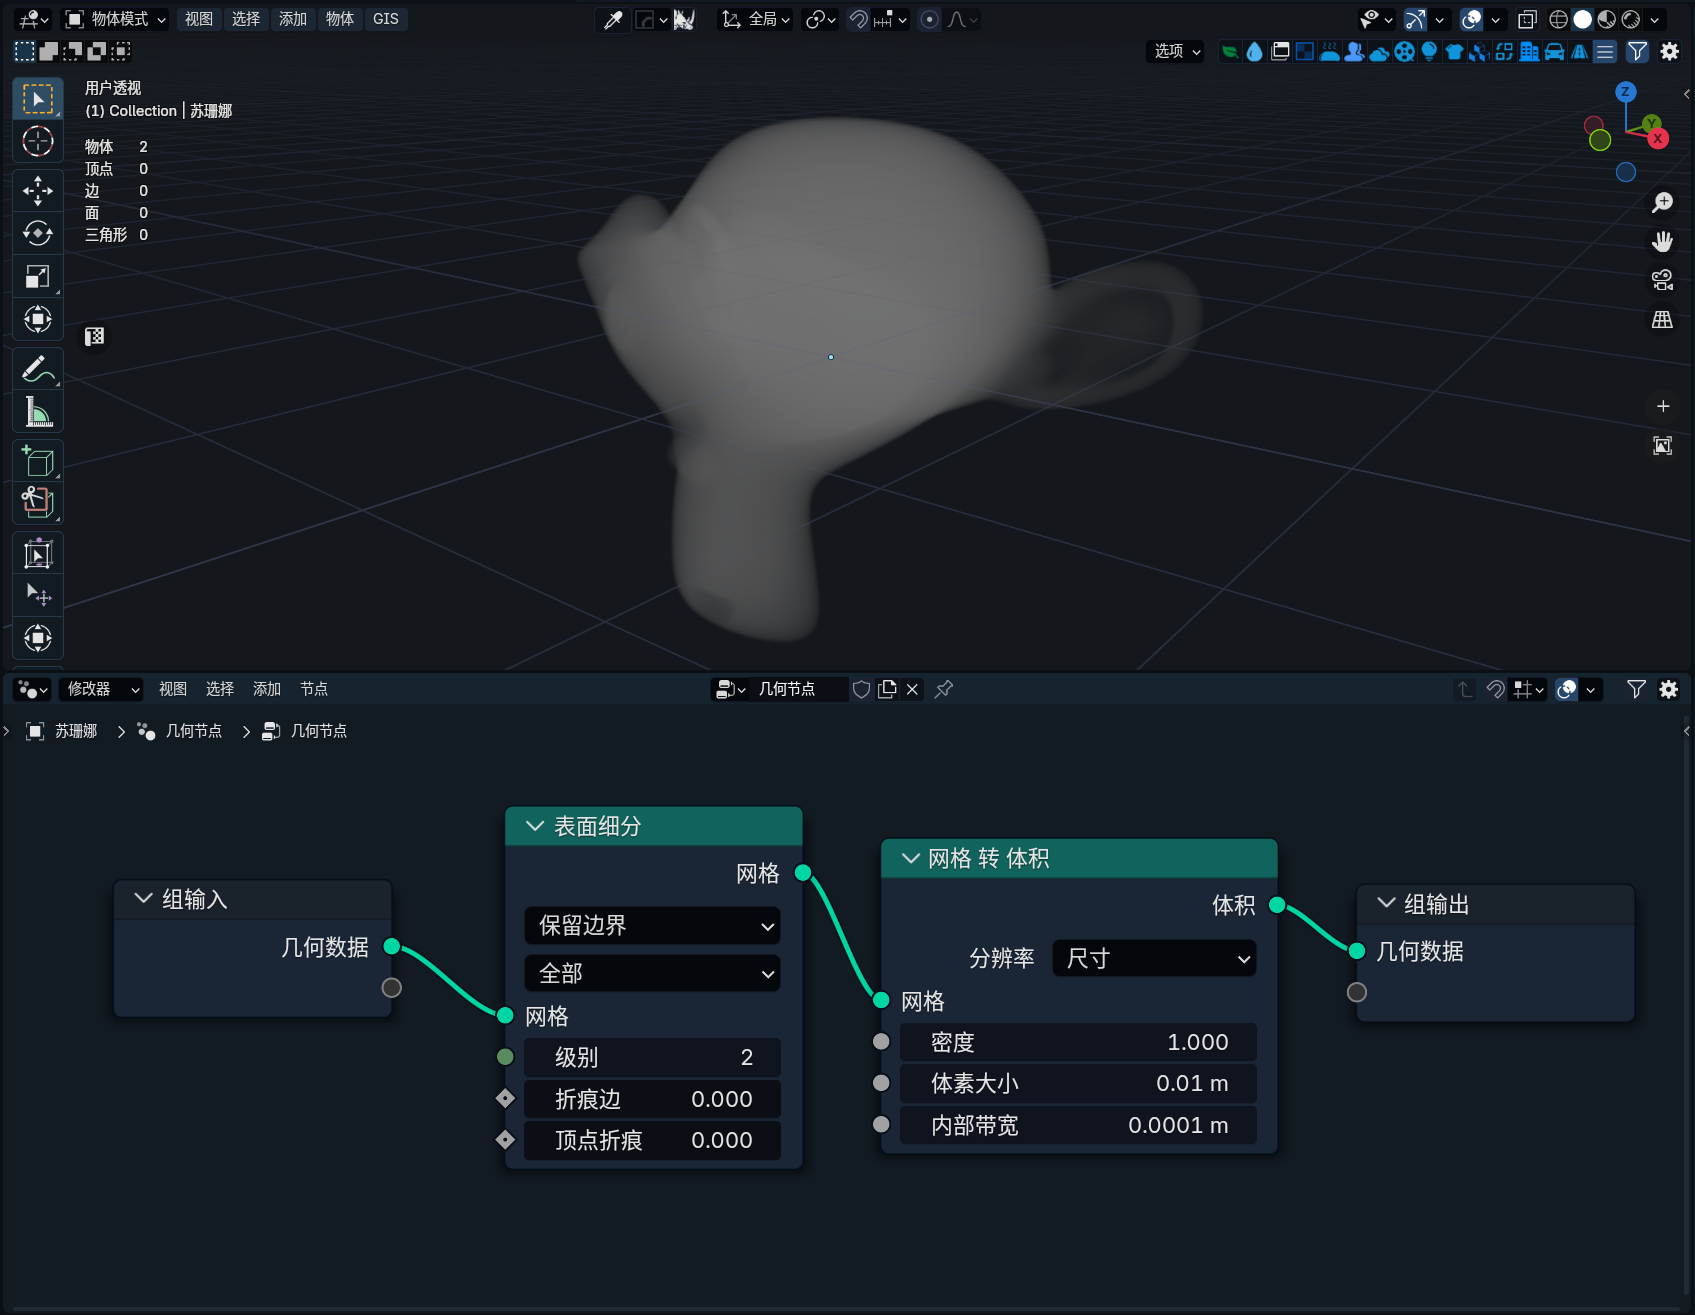 物体模式 视图 选择 添加 物体 GIS 全局
选项
用户透视
(1) Collection | 苏珊娜
物体 2
顶点 0
边 0
面 0
三角形 0
Z
Y
X
修改器 视图 选择 添加 节点 几何节点
苏珊娜 几何节点 几何节点
组输入
几何数据
表面细分
网格
保留边界
全部
网格
级别 2
折痕边 0.000
顶点折痕 0.000
网格 转 体积
体积
分辨率 尺寸
网格
密度 1.000
体素大小 0.01 m
内部带宽 0.0001 m
组输出
几何数据